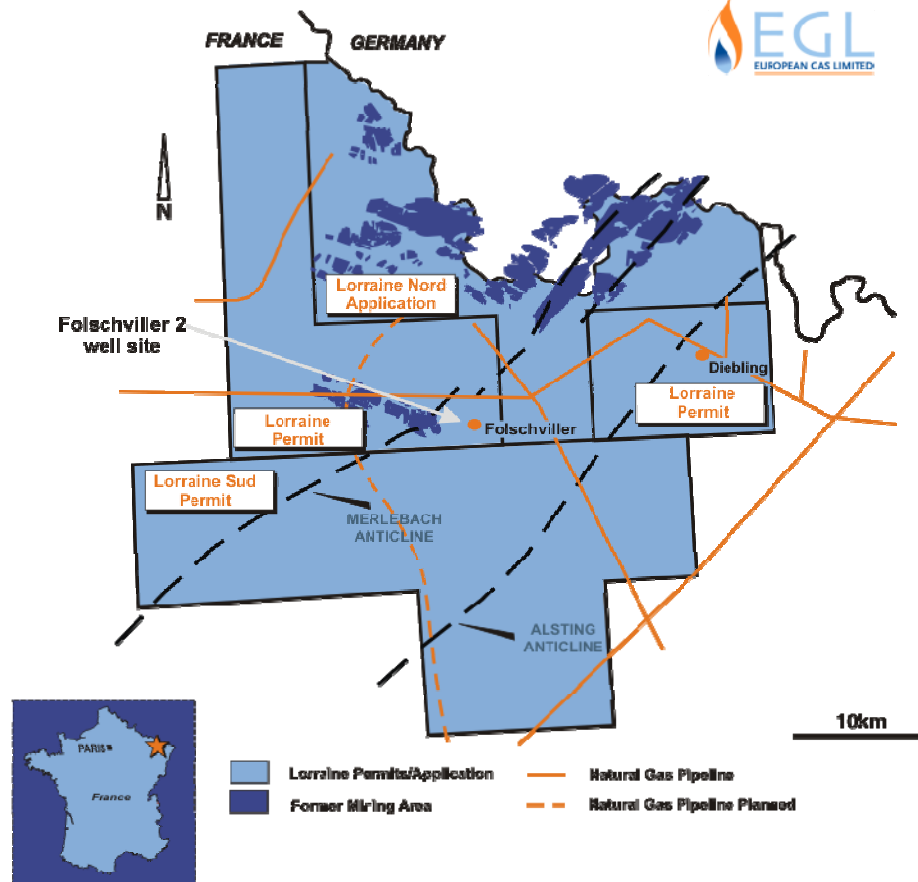 FRANCE GERMANY
EGL
EUROPEAN CAS LIMITED
N
Lorraine Nord
Application
Folschviller 2
well site
Diebling
Lorraine
Permit
Lorraine
Permit
Folschviller
Lorraine Sud
Permit
MERLEBACH
ANTICLINE
ALSTING
ANTICLINE
10km
PARIS
France
Lorraine Permits/Application
Former Mining Area
Natural Gas Pipeline
Natural Gas Pipeline Planned